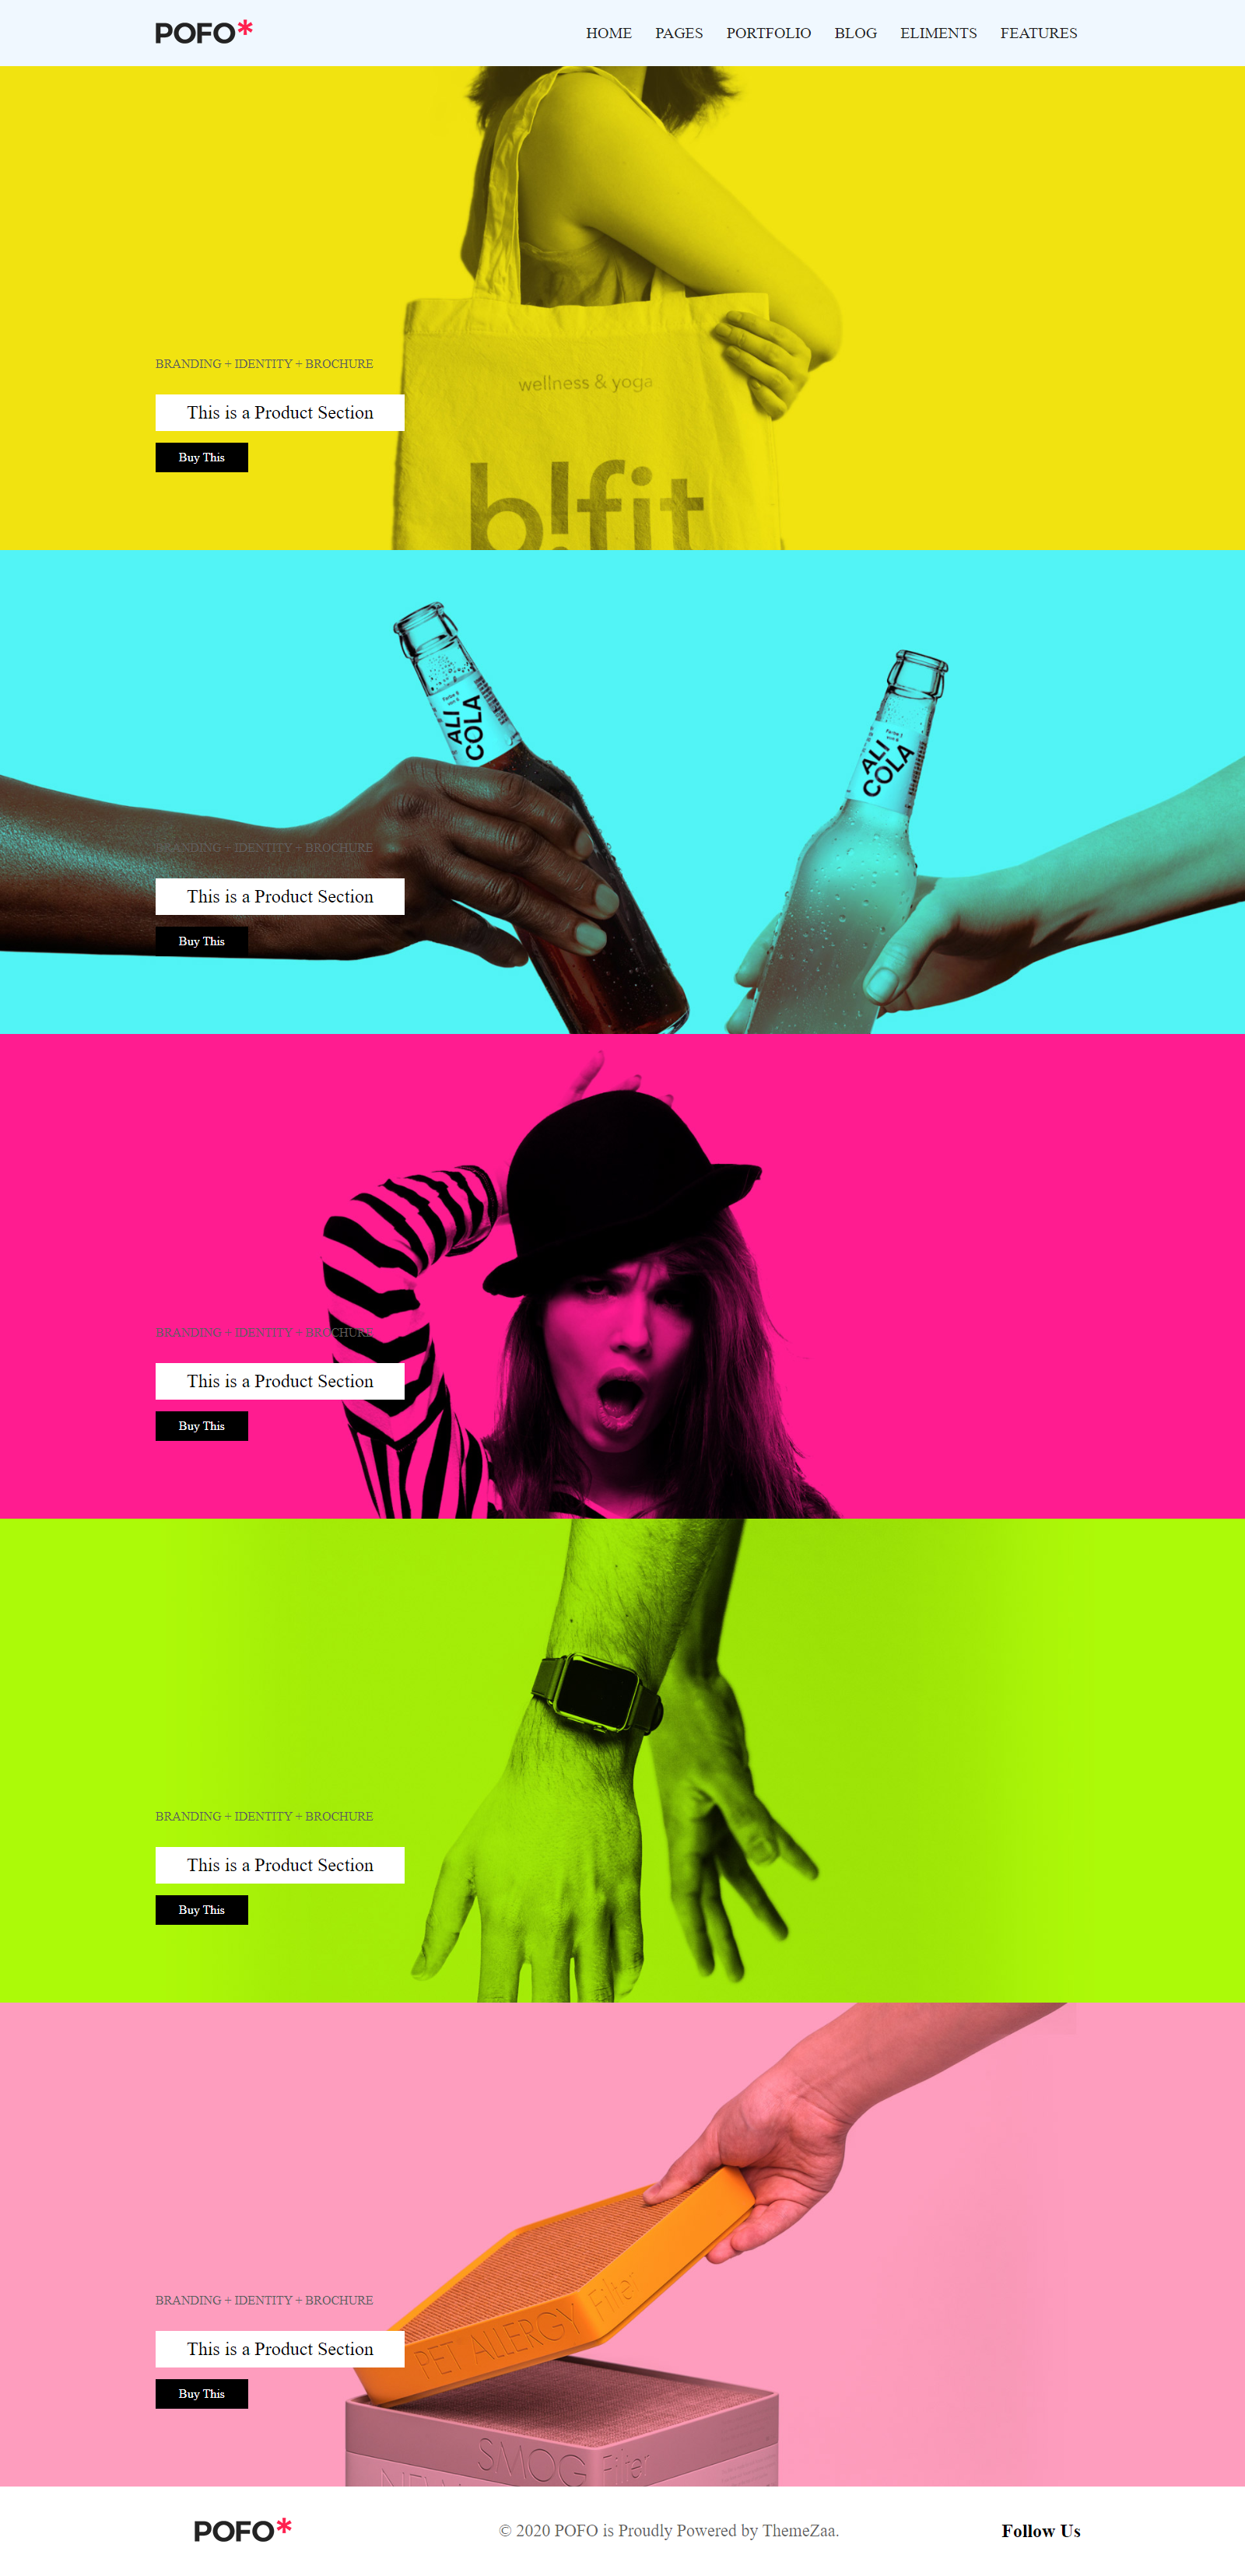 POFO*
HOME PAGES PORTFOLIO BLOG ELIMENTS FEATURES
wellness & yoga
b!fit
BRANDING + IDENTITY + BROCHURE
This is a Product Section
Buy This
ALI
COLA
ALI
COLA
BRANDING + IDENTITY + BROCHURE
This is a Product Section
Buy This
BRANDING + IDENTITY + BROCHURE
This is a Product Section
Buy This
BRANDING + IDENTITY + BROCHURE
This is a Product Section
Buy This
PET ALLERGY Filter
BRANDING + IDENTITY + BROCHURE
This is a Product Section
Buy This
SMOG Filter
POFO*
© 2020 POFO is Proudly Powered by ThemeZaa.
Follow Us